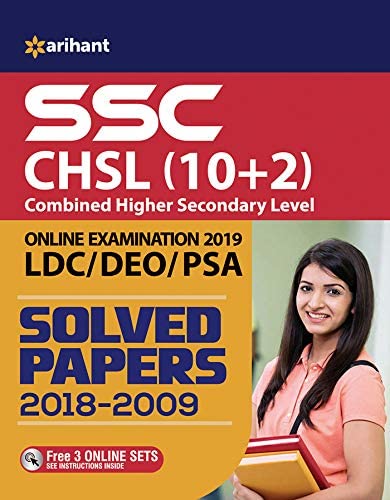 arihant
SSC
CHSL (10+2)
Combined Higher Secondary Level
ONLINE EXAMINATION 2019
LDC/DEO/PSA
SOLVED
PAPERS
2018-2009
Free 3 ONLINE SETS
SEE INSTRUCTIONS INSIDE